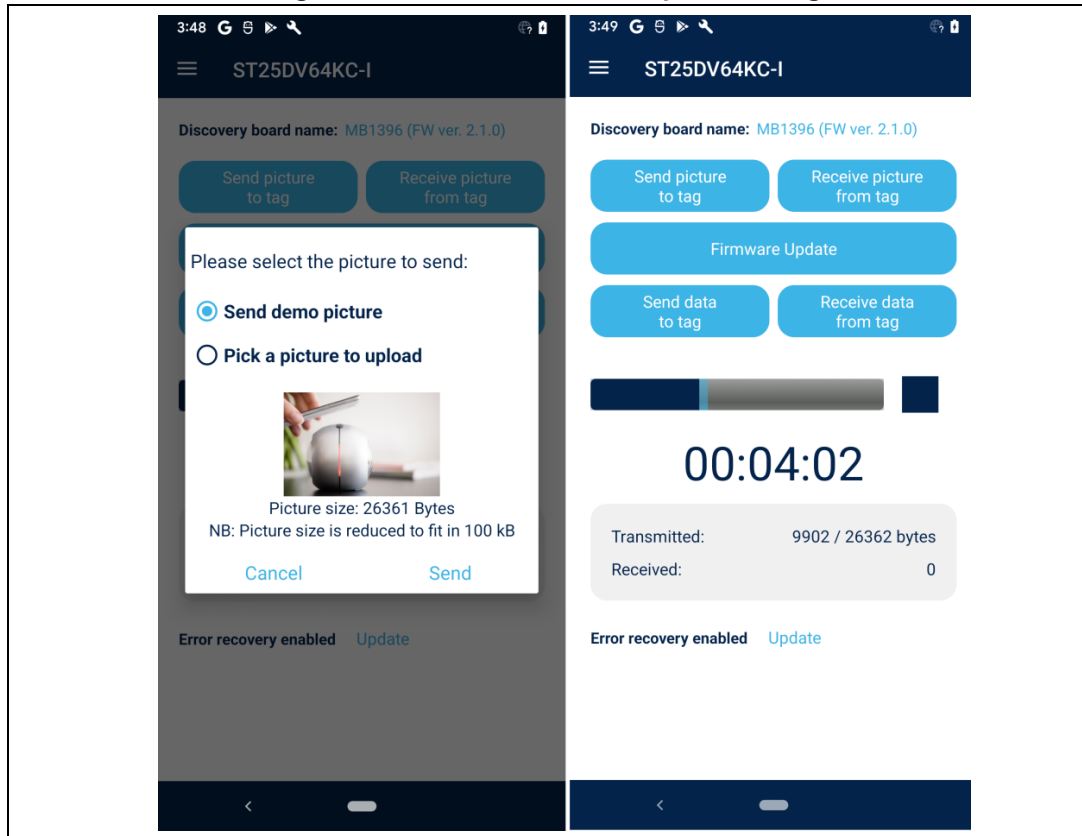 3:48 G
ST25DV64KC-I
Discovery board name: MB1396 (FW ver. 2.1.0)
Send picture
to tag
Receive picture
from tag
Please select the picture to send:
Send demo picture
Pick a picture to upload
Picture size: 26361 Bytes
NB: Picture size is reduced to fit in 100 kB
Cancel
Send
Error recovery enabled Update
3:49 G
ST25DV64KC-I
Discovery board name: MB1396 (FW ver. 2.1.0)
Send picture
to tag
Receive picture
from tag
Firmware Update
Send data
to tag
Receive data
from tag
00:04:02
Transmitted: 9902 / 26362 bytes
Received: 0
Error recovery enabled Update